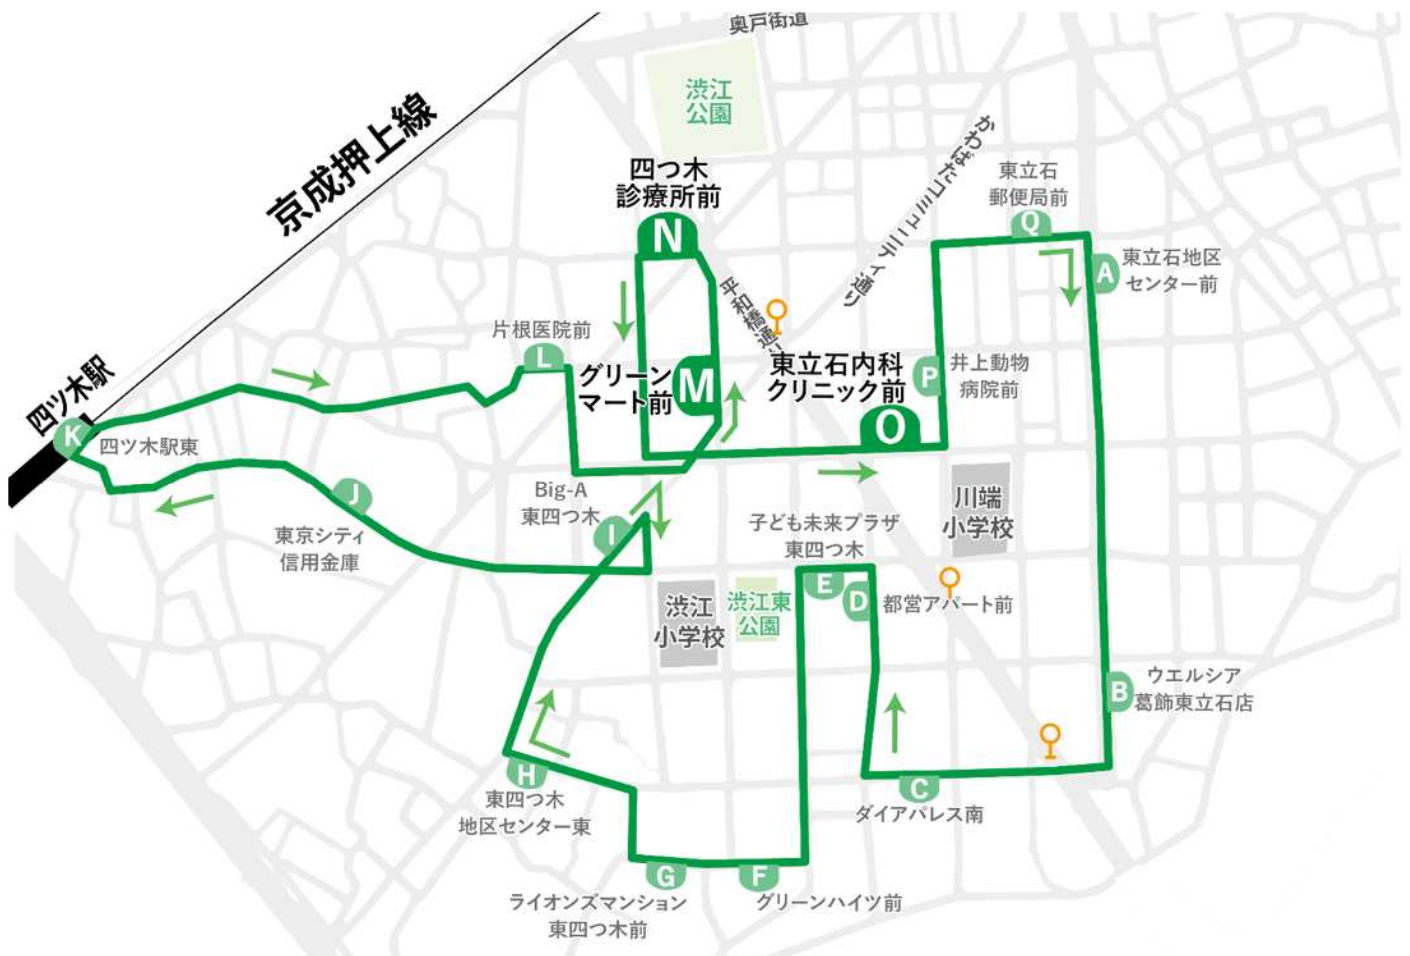 奥戸街道
渋江
公園
京成押上線
かわばたコミュニティ通り
四つ木
診療所前
N
東立石
郵便局前
Q
A
東立石地区
センター前
平和橋通り
片根医院前
L
グリーン
マート前
M
東立石内科
クリニック前
O
P
井上動物
病院前
四ツ木駅
K
四ツ木駅東
J
東京シティ
信用金庫
Big-A
東四つ木
I
川端
小学校
子ども未来プラザ
東四つ木
E
D
都営アパート前
渋江
小学校
渋江東
公園
B
ウエルシア
葛飾東立石店
C
ダイアパレス南
H
東四つ木
地区センター東
G
ライオンズマンション
東四つ木前
F
グリーンハイツ前